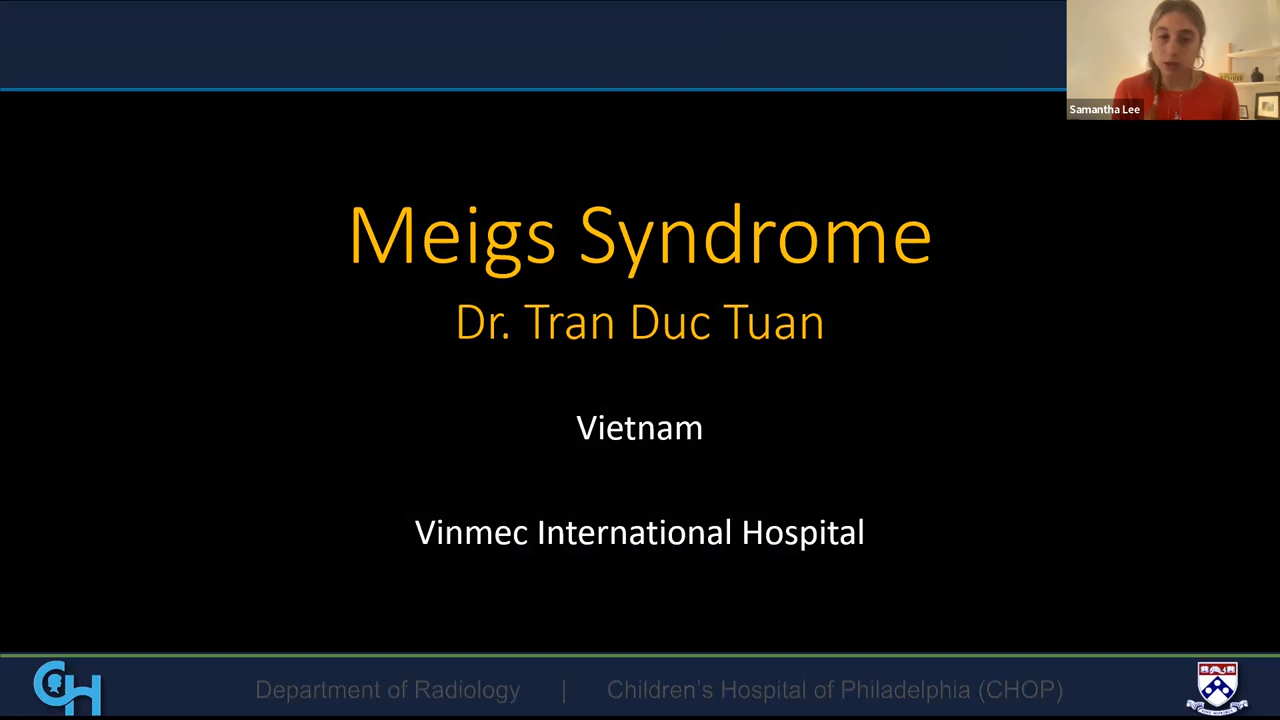 Samantha Lee
Meigs Syndrome
Dr. Tran Duc Tuan
Vietnam
Vinmec International Hospital
CH
Department of Radiology | Children's Hospital of Philadelphia (CHOP)